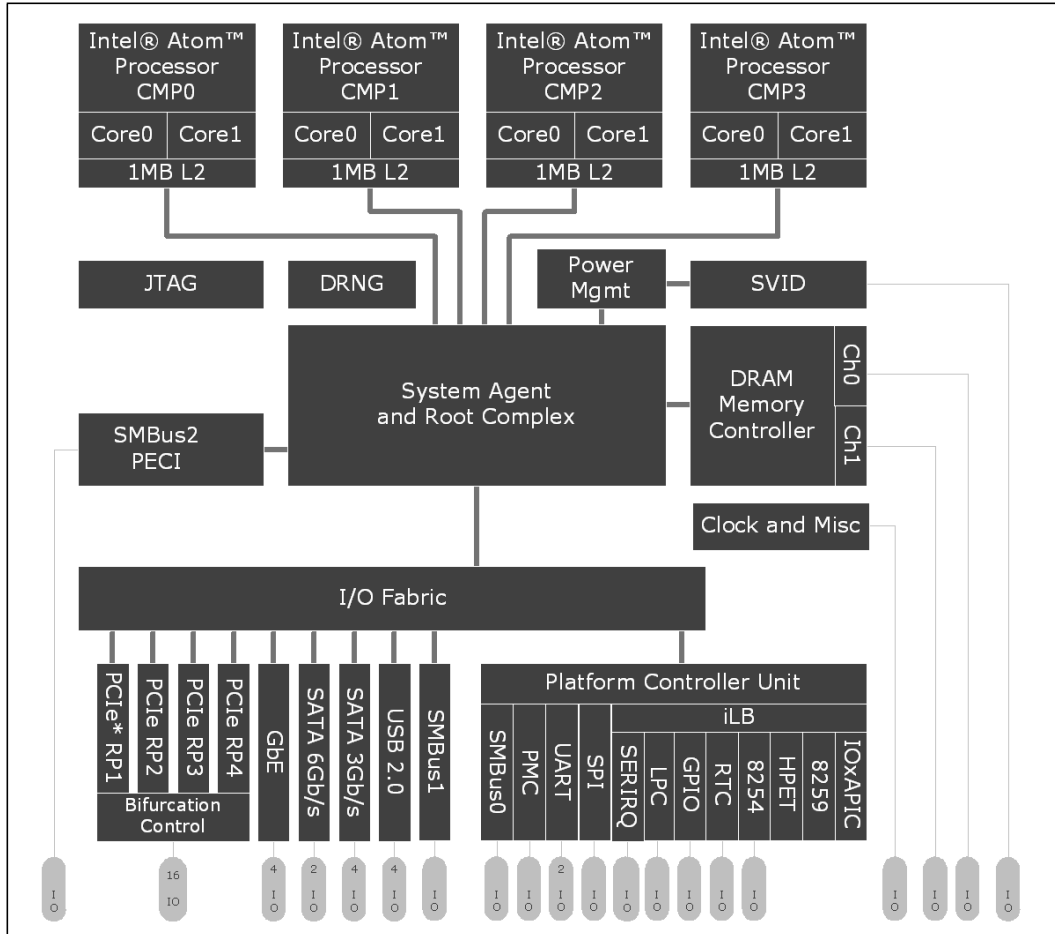 Intel® Atom™
Processor
CMP0
Core0
Core1
1MB L2
Intel® Atom™
Processor
CMP1
Core0
Core1
1MB L2
Intel® Atom™
Processor
CMP2
Core0
Core1
1MB L2
Intel® Atom™
Processor
CMP3
Core0
Core1
1MB L2
JTAG
DRNG
Power
Mgmt
SVID
System Agent
and Root Complex
DRAM
Memory
Controller
Ch0
Ch1
SMBus2
PECI
Clock and Misc
I/O Fabric
PCIe* RP1
PCIe RP2
PCIe RP3
PCIe RP4
Bifurcation
Control
GbE
SATA 6Gb/s
SATA 3Gb/s
USB 2.0
SMBus1
Platform Controller Unit
SMBus0
PMC
UART
SPI
iLB
SERIRQ
LPC
GPIO
RTC
8254
HPET
8259
IOxAPIC
IO
16
IO
4
IO
2
IO
4
IO
4
IO
IO
IO
IO
2
IO
IO
IO
IO
IO
IO
IO
IO
IO
IO
IO